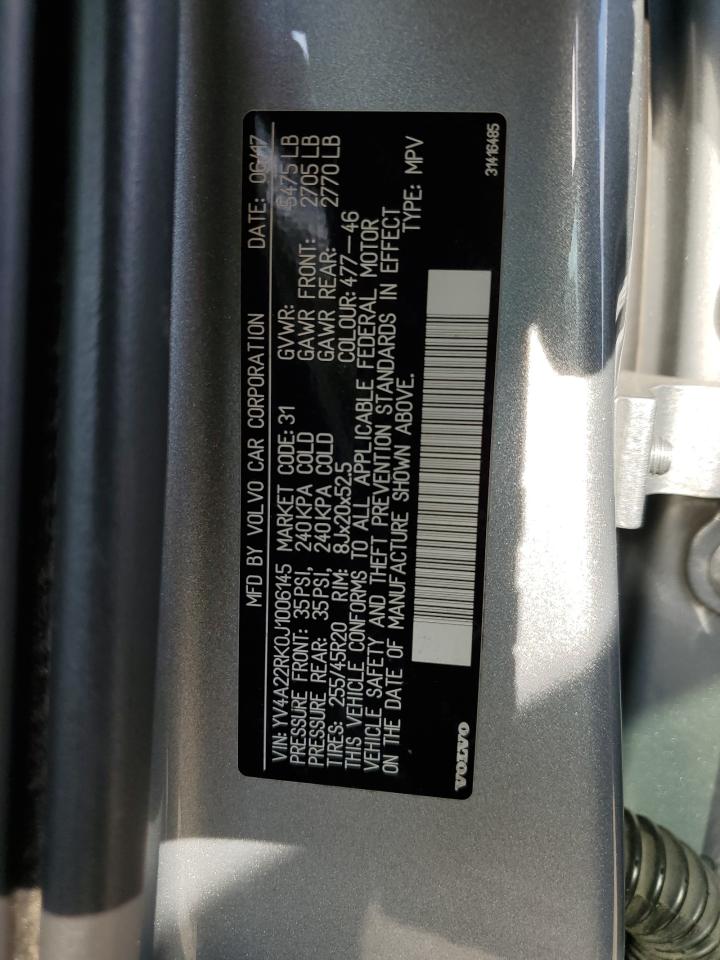 MFD BY VOLVO CAR CORPORATION DATE: 06/17
VIN: YV4A22RK0J1006145 MARKET CODE: 31 GVWR: 5475 LB
PRESSURE FRONT: 35PSI, 240KPA COLD GAWR FRONT: 2705 LB
PRESSURE REAR: 35PSI, 240KPA COLD GAWR REAR: 2770 LB
TIRES: 255/45R20 RIM: 8Jx20x52,5 COLOUR: 477—46
THIS VEHICLE CONFORMS TO ALL APPLICABLE FEDERAL MOTOR
VEHICLE SAFETY AND THEFT PREVENTION STANDARDS IN EFFECT
ON THE DATE OF MANUFACTURE SHOWN ABOVE. TYPE: MPV
VOLVO 31416485